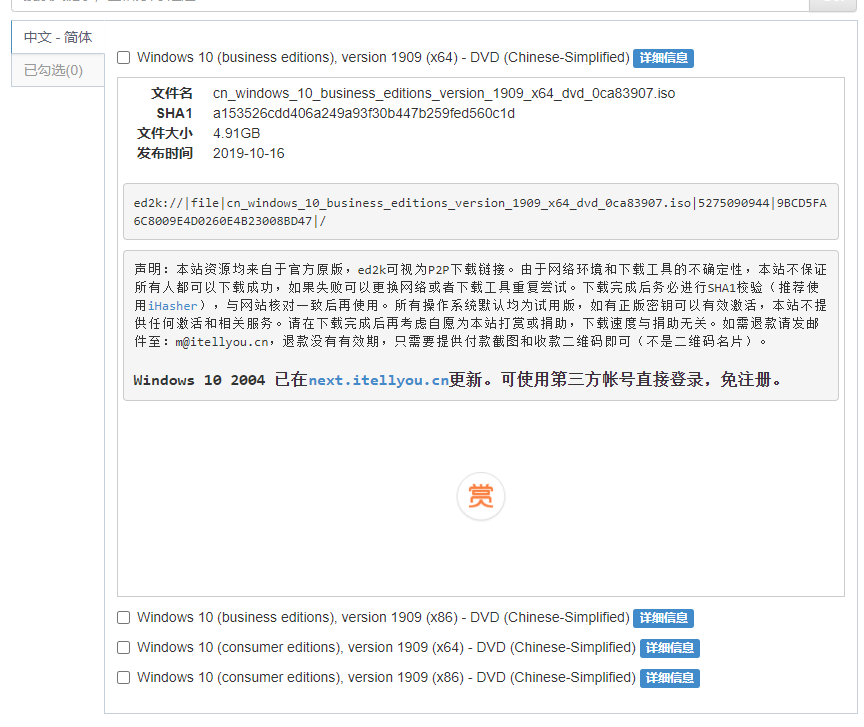 中文 - 简体
已勾选(0)
Windows 10 (business editions), version 1909 (x64) - DVD (Chinese-Simplified) 详细信息
文件名 cn_windows_10_business_editions_version_1909_x64_dvd_0ca83907.iso
SHA1 a153526cdd406a249a93f30b447b259fed560c1d
文件大小 4.91GB
发布时间 2019-10-16
ed2k://|file|cn_windows_10_business_editions_version_1909_x64_dvd_0ca83907.iso|5275090944|9BCD5FA
6C8009E4D0260E4B23008BD47|/
声明：本站资源均来自于官方原版，ed2k可视为P2P下载链接。由于网络环境和下载工具的不确定性，本站不保证
所有人都可以下载成功，如果失败可以更换网络或者下载工具重复尝试。下载完成后务必进行SHA1校验（推荐使
用iHasher），与网站核对一致后再使用。所有操作系统默认均为试用版，如有正版密钥可以有效激活，本站不提
供任何激活和相关服务。请在下载完成后再考虑自愿为本站打赏或捐助，下载速度与捐助无关。如需退款请发邮
件至：m@itellyou.cn，退款没有有效期，只需要提供付款截图和收款二维码即可（不是二维码名片）。
Windows 10 2004 已在next.itellyou.cn更新。可使用第三方帐号直接登录，免注册。
赏
Windows 10 (business editions), version 1909 (x86) - DVD (Chinese-Simplified) 详细信息
Windows 10 (consumer editions), version 1909 (x64) - DVD (Chinese-Simplified) 详细信息
Windows 10 (consumer editions), version 1909 (x86) - DVD (Chinese-Simplified) 详细信息